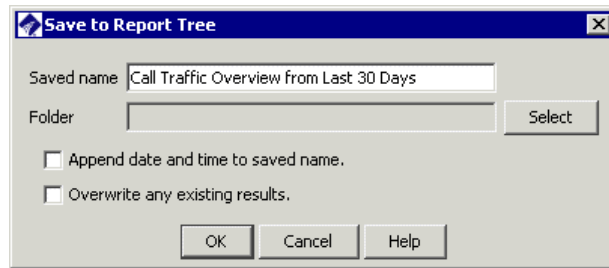 Save to Report Tree
Saved name Call Traffic Overview from Last 30 Days
Folder Select
Append date and time to saved name.
Overwrite any existing results.
OK Cancel Help